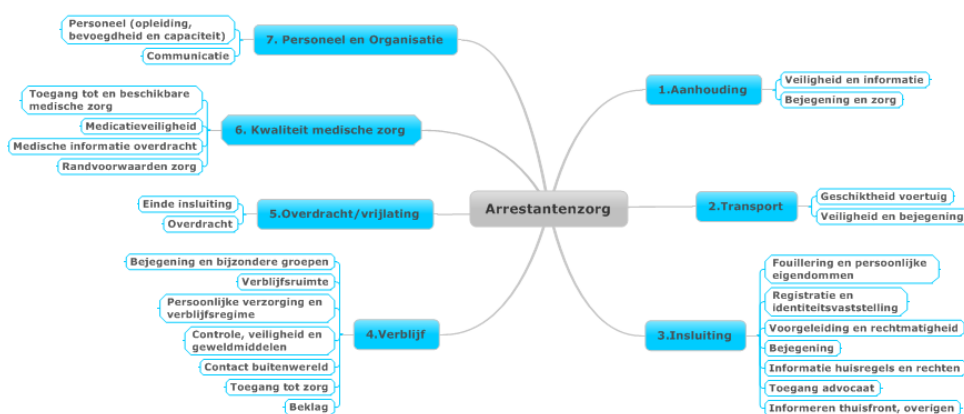 Arrestantenzorg
1.Aanhouding
Veiligheid en informatie
Bejegening en zorg
2.Transport
Geschiktheid voertuig
Veiligheid en bejegening
3.Insluiting
Fouillering en persoonlijke
eigendommen
Registratie en
identiteitsvaststelling
Voorgeleiding en rechtmatigheid
Bejegening
Informatie huisregels en rechten
Toegang advocaat
Informeren thuisfront, overigen
4.Verblijf
Bejegening en bijzondere groepen
Verblijfsruimte
Persoonlijke verzorging en
verblijfsregime
Controle, veiligheid en
geweldmiddelen
Contact buitenwereld
Toegang tot zorg
Beklag
5.Overdracht/vrijlating
Einde insluiting
Overdracht
6. Kwaliteit medische zorg
Toegang tot en beschikbare
medische zorg
Medicatieveiligheid
Medische informatie overdracht
Randvoorwaarden zorg
7. Personeel en Organisatie
Personeel (opleiding,
bevoegdheid en capaciteit)
Communicatie